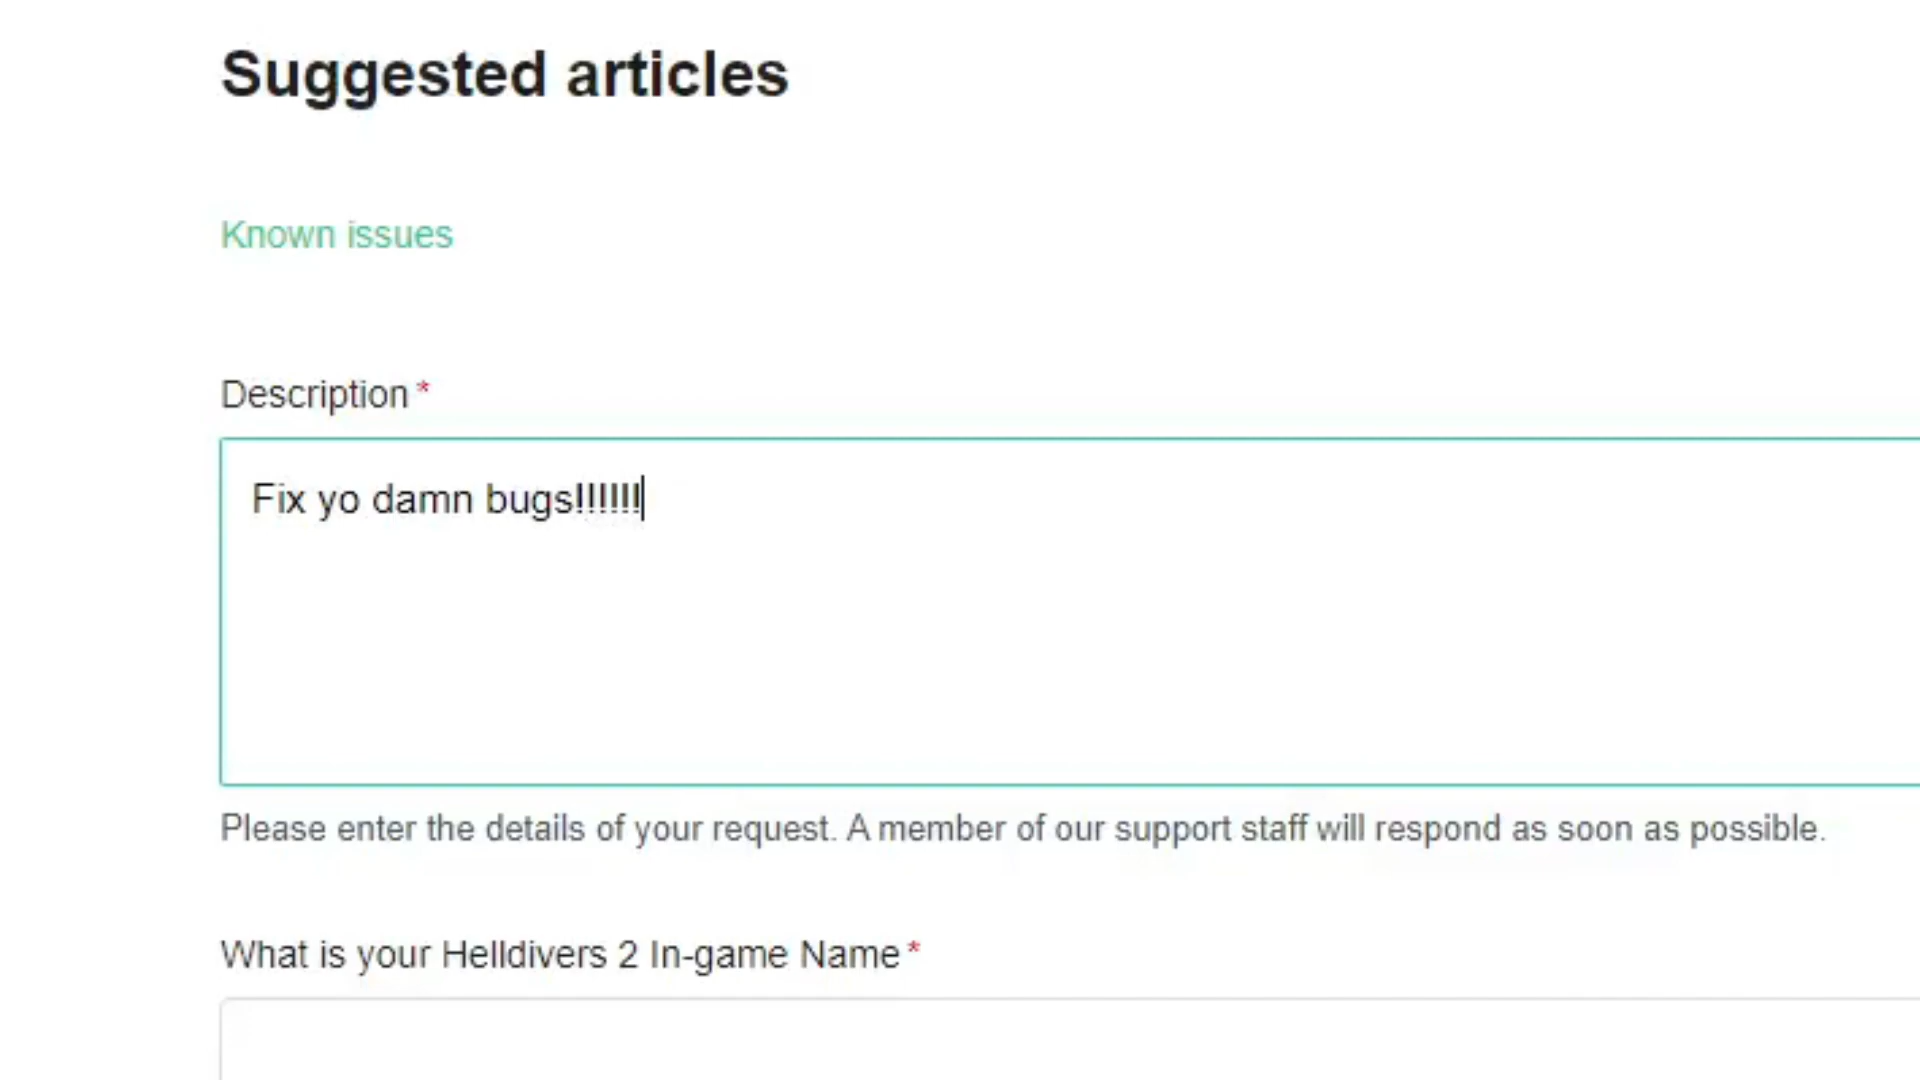 Suggested articles
Known issues
Description *
Fix yo damn bugs!!!!!!
Please enter the details of your request. A member of our support staff will respond as soon as possible.
What is your Helldivers 2 In-game Name *